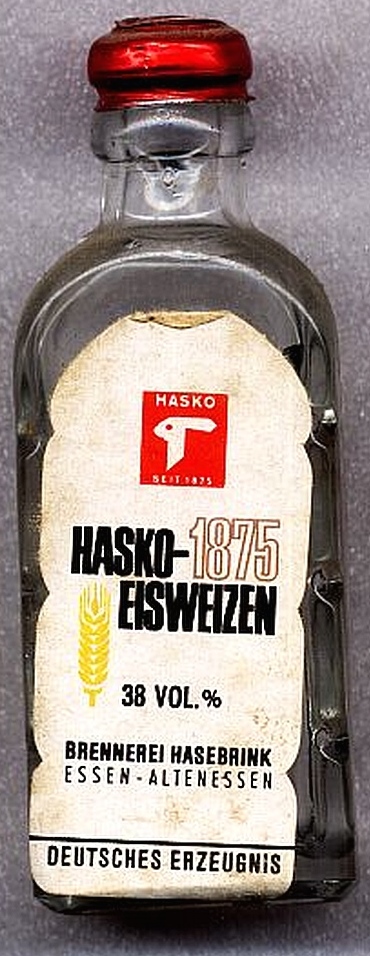 HASKO
SEIT 1875
HASKO-1875
EISWEIZEN
38 VOL.%
BRENNEREI HASEBRINK
ESSEN-ALTENESSEN
DEUTSCHES ERZEUGNIS